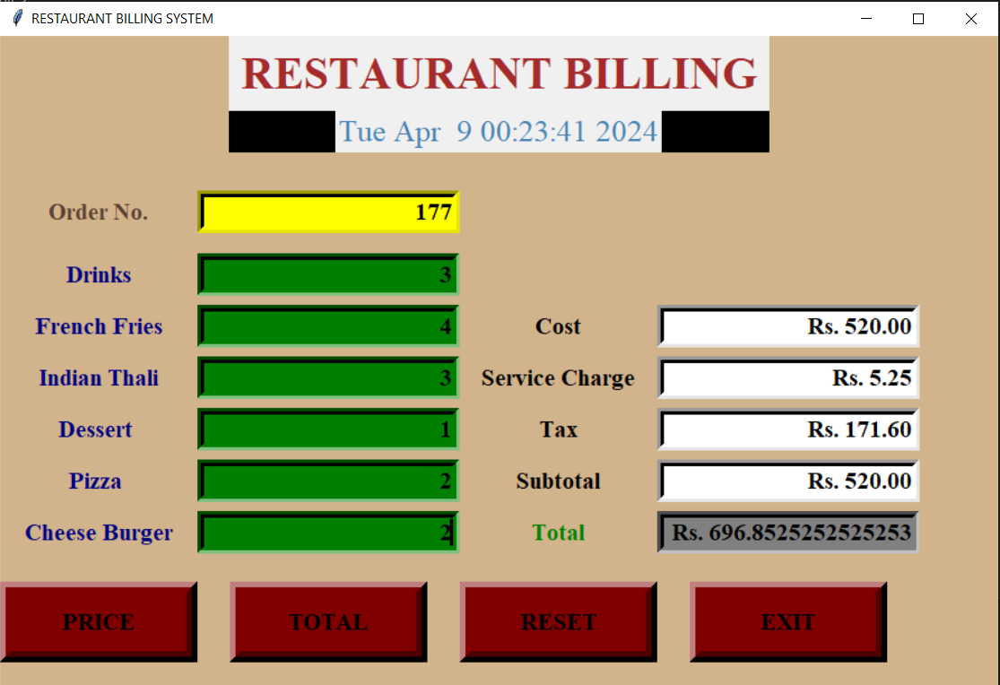 RESTAURANT BILLING SYSTEM
RESTAURANT BILLING
Tue Apr  9 00:23:41 2024
Order No. 177
Drinks 3
French Fries 4 Cost Rs. 520.00
Indian Thali 3 Service Charge Rs. 5.25
Dessert 1 Tax Rs. 171.60
Pizza 2 Subtotal Rs. 520.00
Cheese Burger 2 Total Rs. 696.8525252525253
PRICE TOTAL RESET EXIT